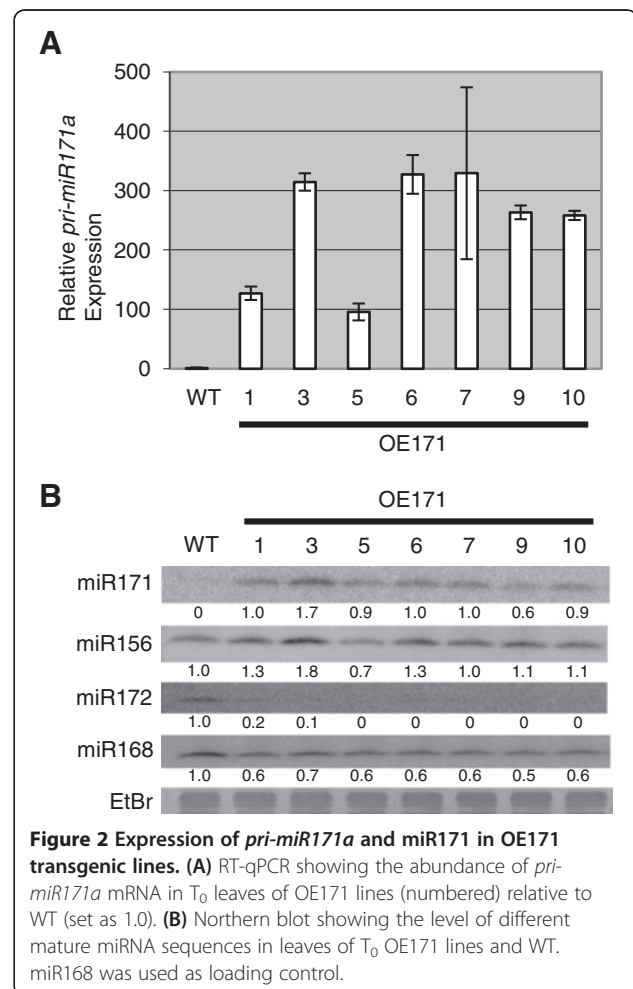 A
500
400
300
200
100
0
Relative pri-miR171a
Expression
WT 1 3 5 6 7 9 10
OE171
B
OE171
WT 1 3 5 6 7 9 10
miR171
0 1.0 1.7 0.9 1.0 1.0 0.6 0.9
miR156
1.0 1.3 1.8 0.7 1.3 1.0 1.1 1.1
miR172
1.0 0.2 0.1 0 0 0 0 0
miR168
1.0 0.6 0.7 0.6 0.6 0.6 0.5 0.6
EtBr
Figure 2 Expression of pri-miR171a and miR171 in OE171
transgenic lines. (A) RT-qPCR showing the abundance of pri-
miR171a mRNA in T0 leaves of OE171 lines (numbered) relative to
WT (set as 1.0). (B) Northern blot showing the level of different
mature miRNA sequences in leaves of T0 OE171 lines and WT.
miR168 was used as loading control.